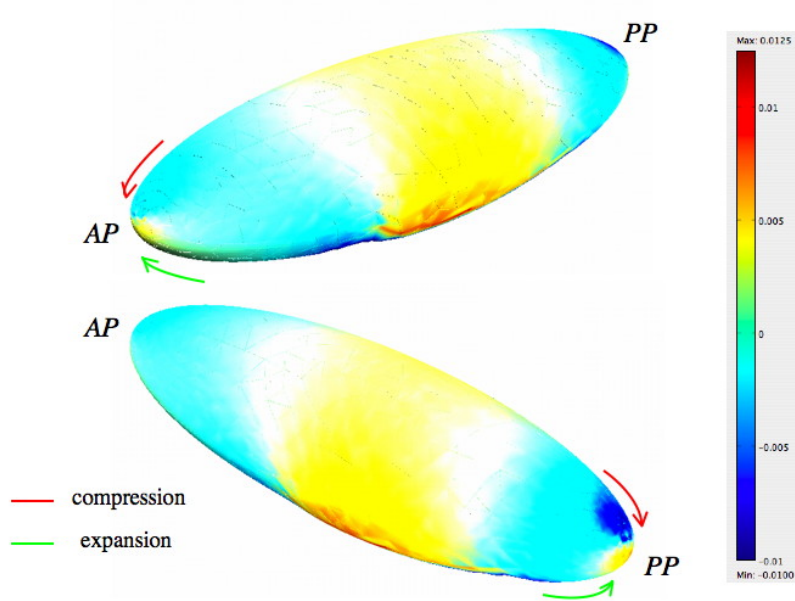 PP
Max: 0.0125
0.01
AP
0.005
0
AP
-0.005
compression
expansion
PP
-0.01
Min: -0.0100